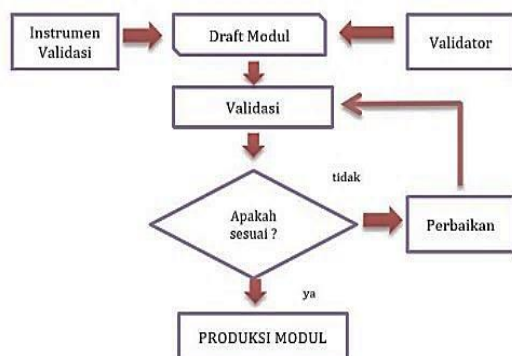 Instrumen
Validasi
Draft Modul
Validator
Validasi
tidak
Apakah
sesuai ?
Perbaikan
ya
PRODUKSI MODUL